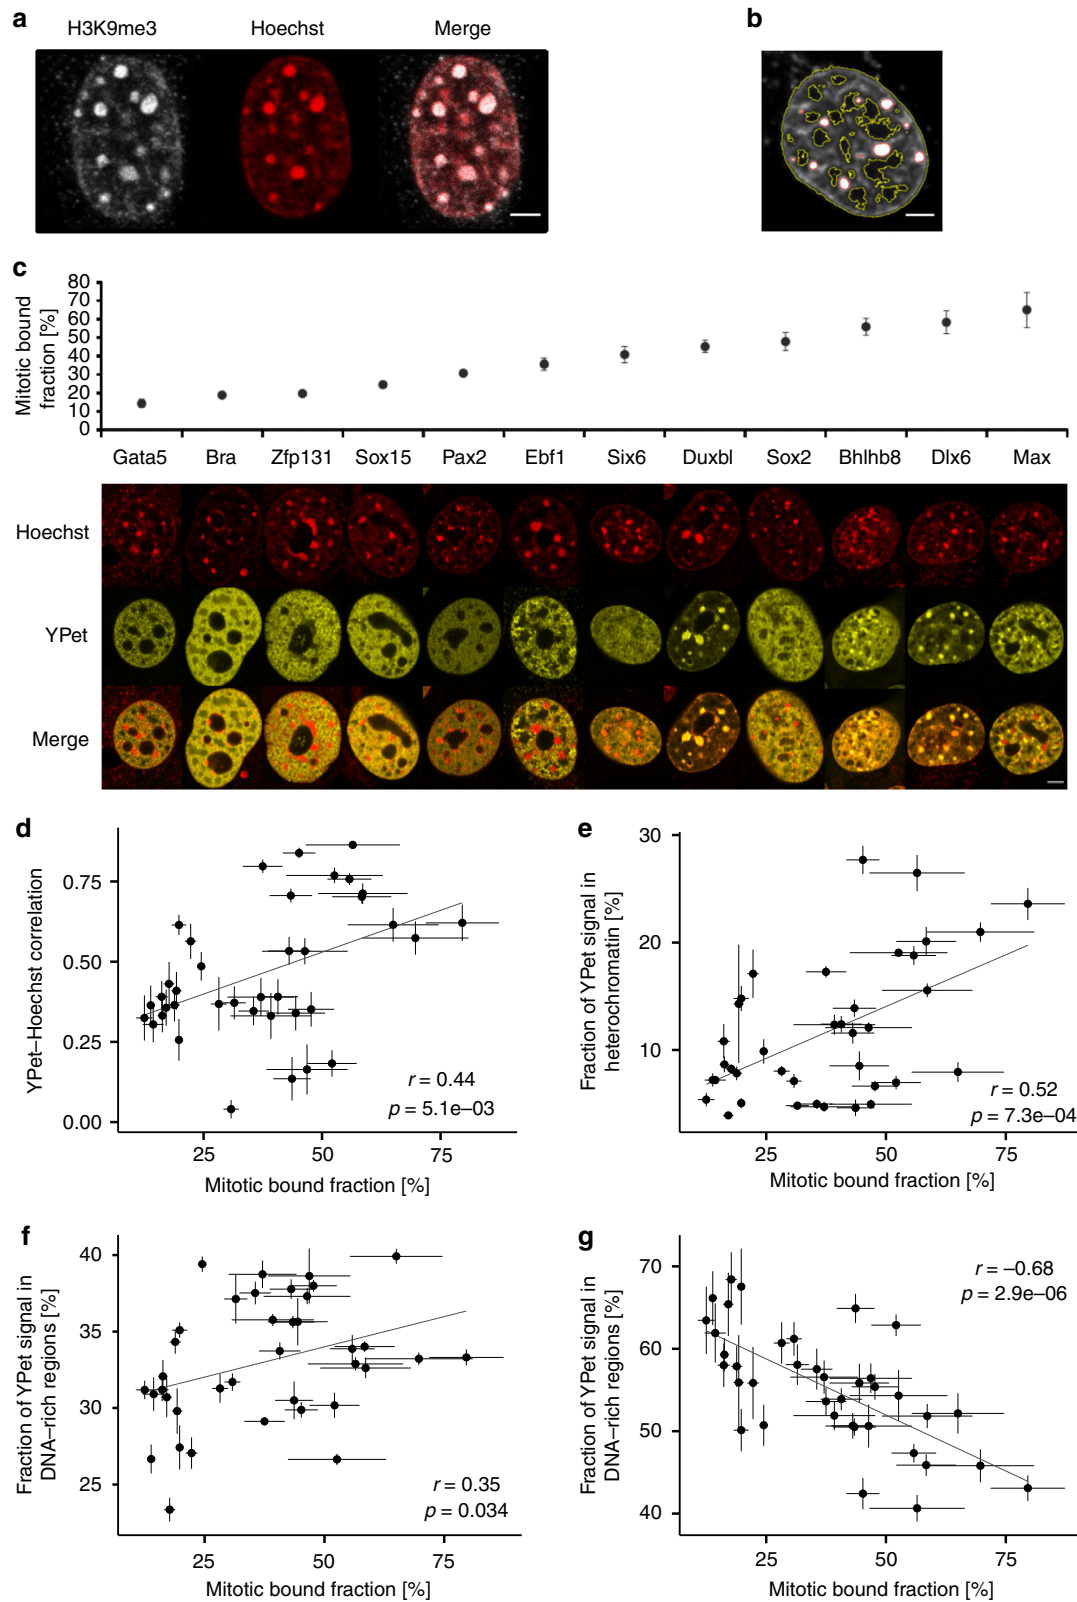 a
H3K9me3 Hoechst Merge
b
c
Mitotic bound
fraction [%]
80
70
60
50
40
30
20
10
0
Gata5 Bra Zfp131 Sox15 Pax2 Ebf1 Six6 Duxbl Sox2 Bhlhb8 Dlx6 Max
Hoechst
YPet
Merge
d
YPet–Hoechst correlation
0.75
0.50
0.25
0.00
r = 0.44
p = 5.1e–03
25 50 75
Mitotic bound fraction [%]
e
Fraction of YPet signal in
heterochromatin [%]
30
20
10
r = 0.52
p = 7.3e–04
25 50 75
Mitotic bound fraction [%]
f
Fraction of YPet signal in
DNA–rich regions [%]
40
35
30
25
r = 0.35
p = 0.034
25 50 75
Mitotic bound fraction [%]
g
Fraction of YPet signal in
DNA–rich regions [%]
70
60
50
40
r = –0.68
p = 2.9e–06
25 50 75
Mitotic bound fraction [%]